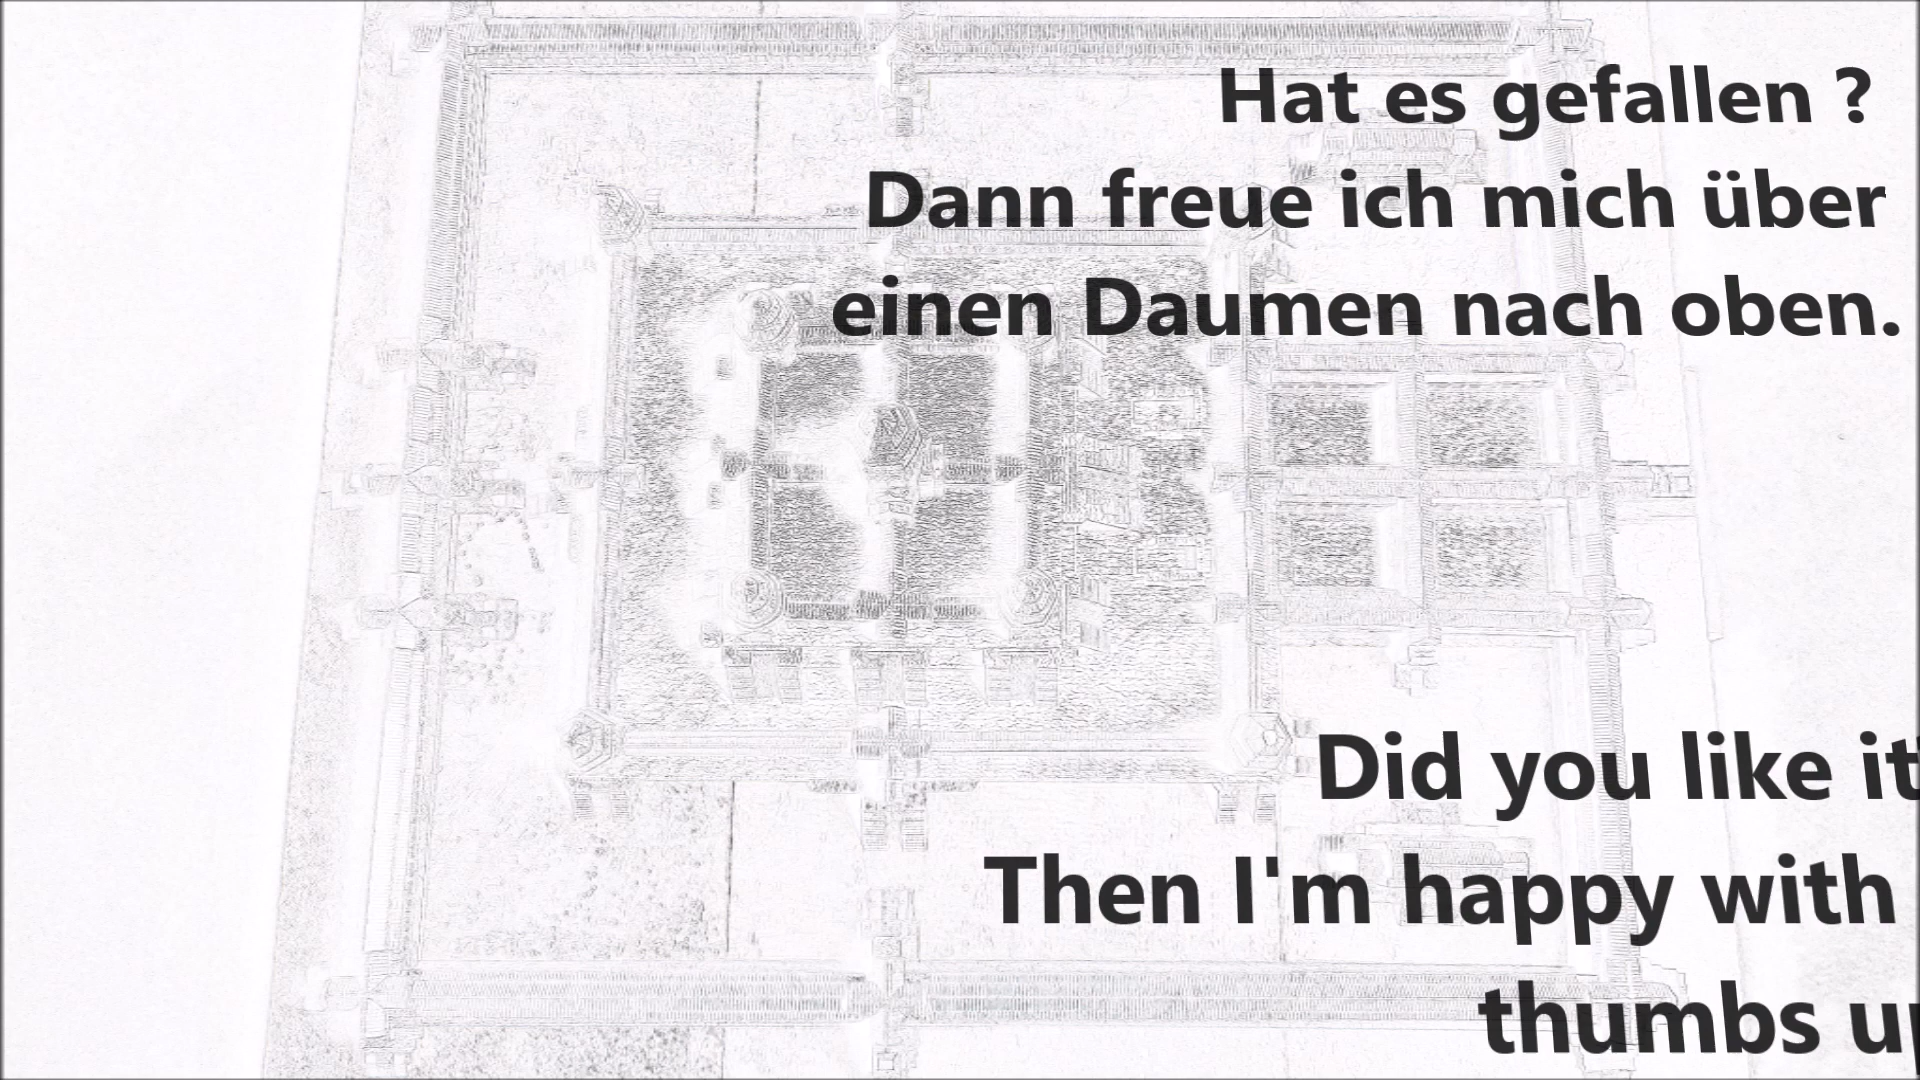 Hat es gefallen ?
Dann freue ich mich über
einen Daumen nach oben.
Did you like it
Then I'm happy with
thumbs up